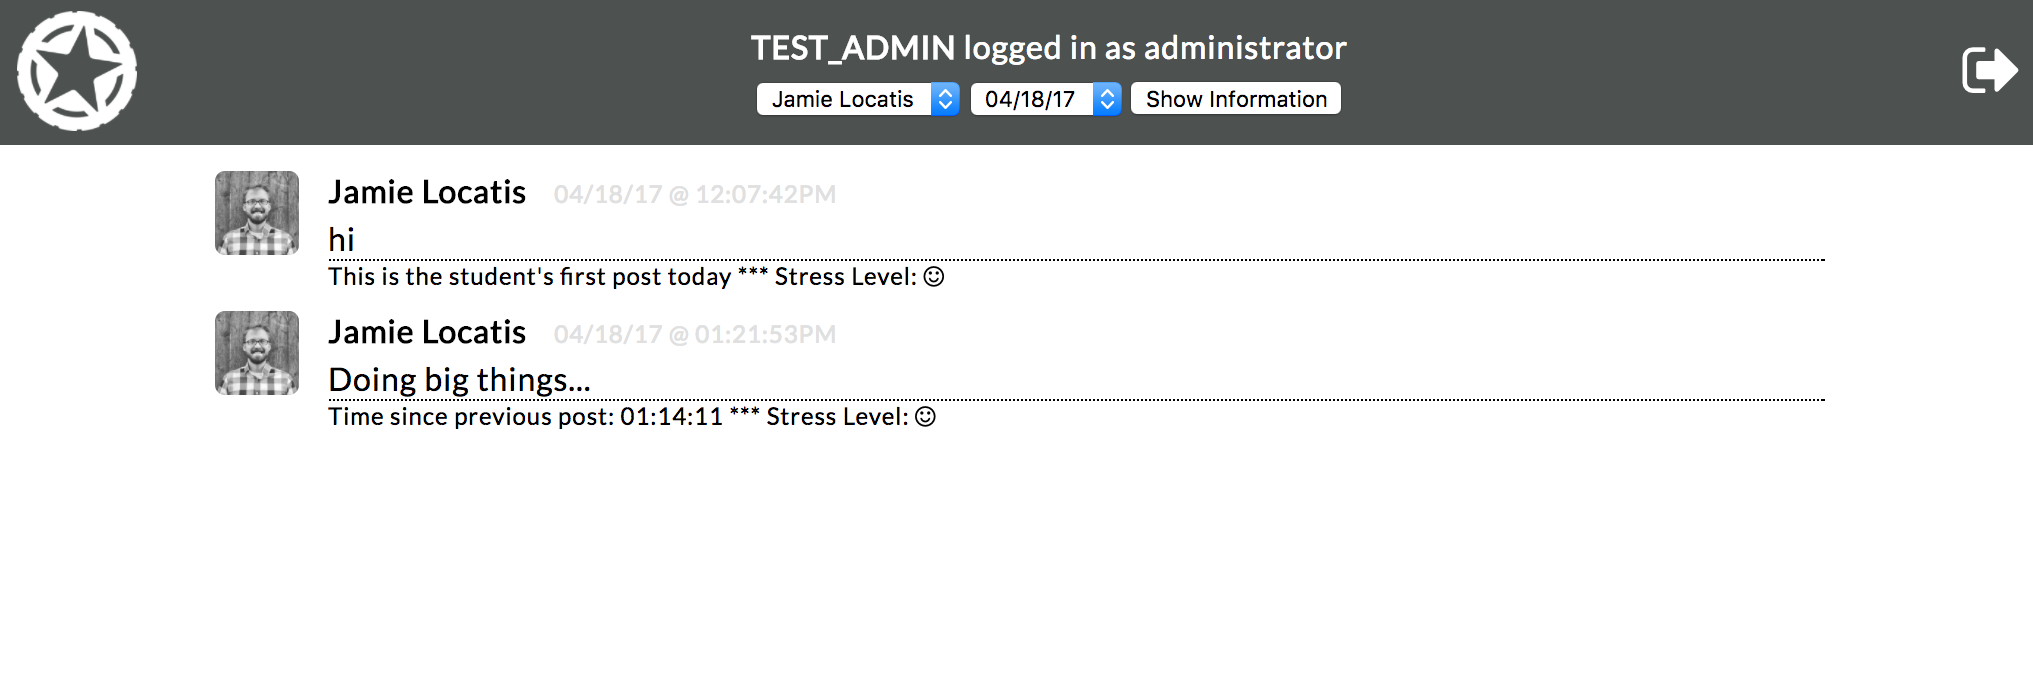 TEST_ADMIN logged in as administrator
Jamie Locatis 04/18/17 Show Information
Jamie Locatis 04/18/17 @ 12:07:42PM
hi
This is the student's first post today *** Stress Level: ☺
Jamie Locatis 04/18/17 @ 01:21:53PM
Doing big things...
Time since previous post: 01:14:11 *** Stress Level: ☺